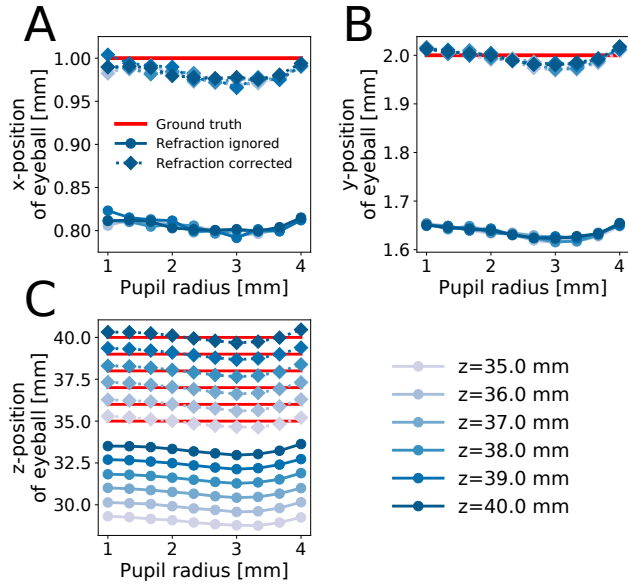 A
1.00
0.95
0.90
0.85
0.80
x-position
of eyeball [mm]
Ground truth
Refraction ignored
Refraction corrected
1
2
3
4
Pupil radius [mm]
B
2.0
1.9
1.8
1.7
1.6
y-position
of eyeball [mm]
1
2
3
4
Pupil radius [mm]
C
40.0
37.5
35.0
32.5
30.0
z-position
of eyeball [mm]
1
2
3
4
Pupil radius [mm]
z=35.0 mm
z=36.0 mm
z=37.0 mm
z=38.0 mm
z=39.0 mm
z=40.0 mm